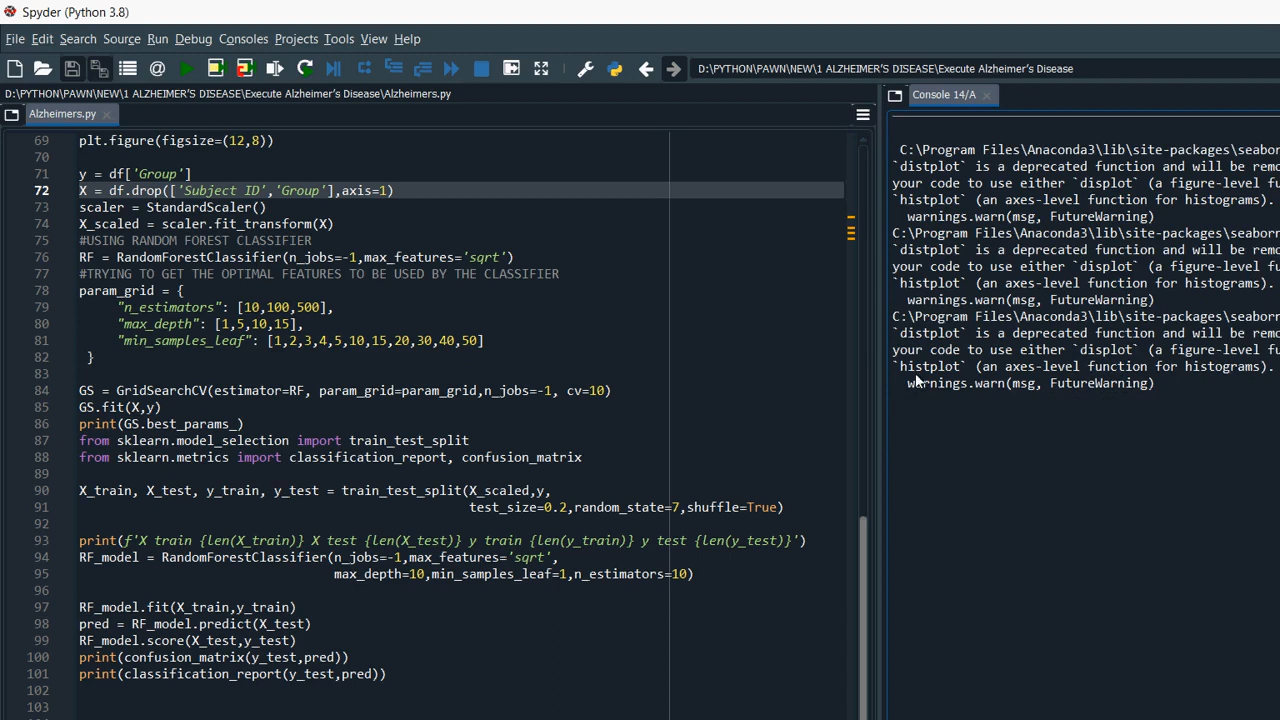 Spyder (Python 3.8)
File Edit Search Source Run Debug Consoles Projects Tools View Help
D:\PYTHON\PAWN\NEW\1 ALZHEIMER'S DISEASE\Execute Alzheimer's Disease
D:\PYTHON\PAWN\NEW\1 ALZHEIMER'S DISEASE\Execute Alzheimer's Disease\Alzheimers.py
Alzheimers.py
69 plt.figure(figsize=(12,8))
70
71 y = df['Group']
72 X = df.drop(['Subject ID','Group'],axis=1)
73 scaler = StandardScaler()
74 X_scaled = scaler.fit_transform(X)
75 #USING RANDOM FOREST CLASSIFIER
76 RF = RandomForestClassifier(n_jobs=-1,max_features='sqrt')
77 #TRYING TO GET THE OPTIMAL FEATURES TO BE USED BY THE CLASSIFIER
78 param_grid = {
79 "n_estimators": [10,100,500],
80 "max_depth": [1,5,10,15],
81 "min_samples_leaf": [1,2,3,4,5,10,15,20,30,40,50]
82 }
83
84 GS = GridSearchCV(estimator=RF, param_grid=param_grid,n_jobs=-1, cv=10)
85 GS.fit(X,y)
86 print(GS.best_params_)
87 from sklearn.model_selection import train_test_split
88 from sklearn.metrics import classification_report, confusion_matrix
89
90 X_train, X_test, y_train, y_test = train_test_split(X_scaled,y,
91 test_size=0.2,random_state=7,shuffle=True)
92
93 print(f'X train {len(X_train)} X test {len(X_test)} y train {len(y_train)} y test {len(y_test)}')
94 RF_model = RandomForestClassifier(n_jobs=-1,max_features='sqrt',
95 max_depth=10,min_samples_leaf=1,n_estimators=10)
96
97 RF_model.fit(X_train,y_train)
98 pred = RF_model.predict(X_test)
99 RF_model.score(X_test,y_test)
100 print(confusion_matrix(y_test,pred))
101 print(classification_report(y_test,pred))
102
103
Console 14/A
C:\Program Files\Anaconda3\lib\site-packages\seaborn
`distplot` is a deprecated function and will be remo
your code to use either `displot` (a figure-level fu
`histplot` (an axes-level function for histograms).
warnings.warn(msg, FutureWarning)
C:\Program Files\Anaconda3\lib\site-packages\seaborn
`distplot` is a deprecated function and will be remo
your code to use either `displot` (a figure-level fu
`histplot` (an axes-level function for histograms).
warnings.warn(msg, FutureWarning)
C:\Program Files\Anaconda3\lib\site-packages\seaborn
`distplot` is a deprecated function and will be remo
your code to use either `displot` (a figure-level fu
`histplot` (an axes-level function for histograms).
warnings.warn(msg, FutureWarning)